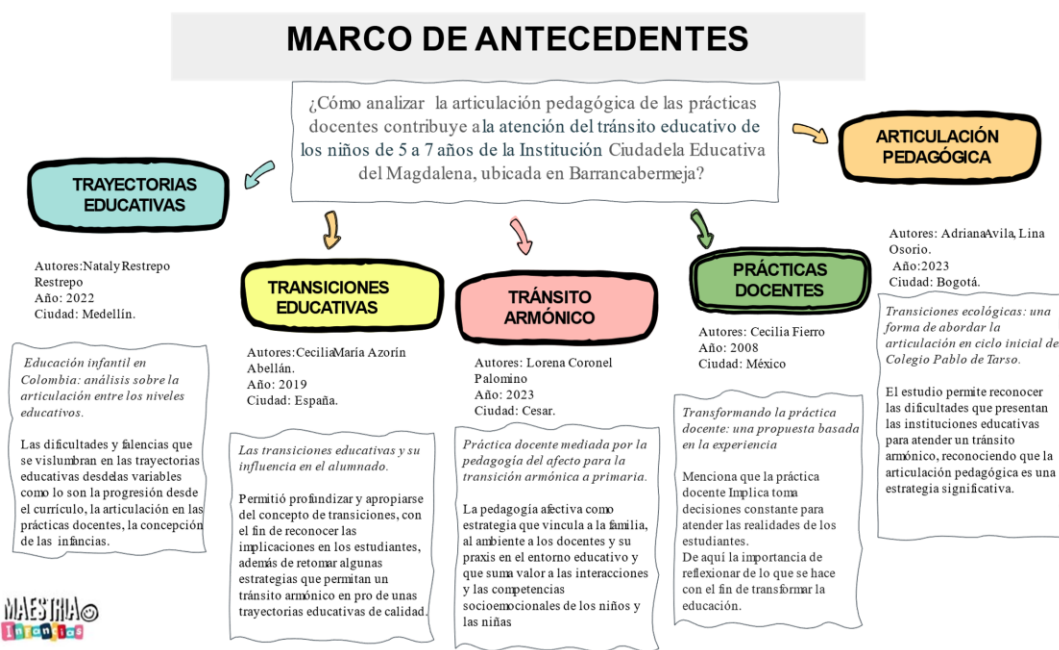 MARCO DE ANTECEDENTES
¿Cómo analizar la articulación pedagógica de las prácticas
docentes contribuye a la atención del tránsito educativo de
los niños de 5 a 7 años de la Institución Ciudadela Educativa
del Magdalena, ubicada en Barrancabermeja?
TRAYECTORIAS
EDUCATIVAS
Autores:Nataly Restrepo
Restrepo
Año: 2022
Ciudad: Medellín.
Educación infantil en
Colombia: análisis sobre la
articulación entre los niveles
educativos.
Las dificultades y falencias que
se vislumbran en las trayectorias
educativas desdelas variables
como lo son la progresión desde
el currículo, la articulación en las
prácticas docentes, la concepción
de las infancias.
TRANSICIONES
EDUCATIVAS
Autores:CeciliaMaría Azorín
Abellán.
Año: 2019
Ciudad: España.
Las transiciones educativas y su
influencia en el alumnado.
Permitió profundizar y apropiarse
del concepto de transiciones, con
el fin de reconocer las
implicaciones en los estudiantes,
además de retomar algunas
estrategias que permitan un
tránsito armónico en pro de unas
trayectorias educativas de calidad.
TRÁNSITO
ARMÓNICO
Autores: Lorena Coronel
Palomino
Año: 2023
Ciudad: Cesar.
Práctica docente mediada por la
pedagogía del afecto para la
transición armónica a primaria.
La pedagogía afectiva como
estrategia que vincula a la familia,
al ambiente a los docentes y su
praxis en el entorno educativo y
que suma valor a las interacciones
y las competencias
socioemocionales de los niños y
las niñas
PRÁCTICAS
DOCENTES
Autores: Cecilia Fierro
Año: 2008
Ciudad: México
Transformando la práctica
docente: una propuesta basada
en la experiencia
Menciona que la práctica
docente Implica toma
decisiones constante para
atender las realidades de los
estudiantes.
De aquí la importancia de
reflexionar de lo que se hace
con el fin de transformar la
educación.
ARTICULACIÓN
PEDAGÓGICA
Autores: AdrianaAvila, Lina
Osorio.
Año:2023
Ciudad: Bogotá.
Transiciones ecológicas: una
forma de abordar la
articulación en ciclo inicial de
Colegio Pablo de Tarso.
El estudio permite reconocer
las dificultades que presentan
las instituciones educativas
para atender un tránsito
armónico, reconociendo que la
articulación pedagógica es una
estrategia significativa.
MAESTRIA
Infancias